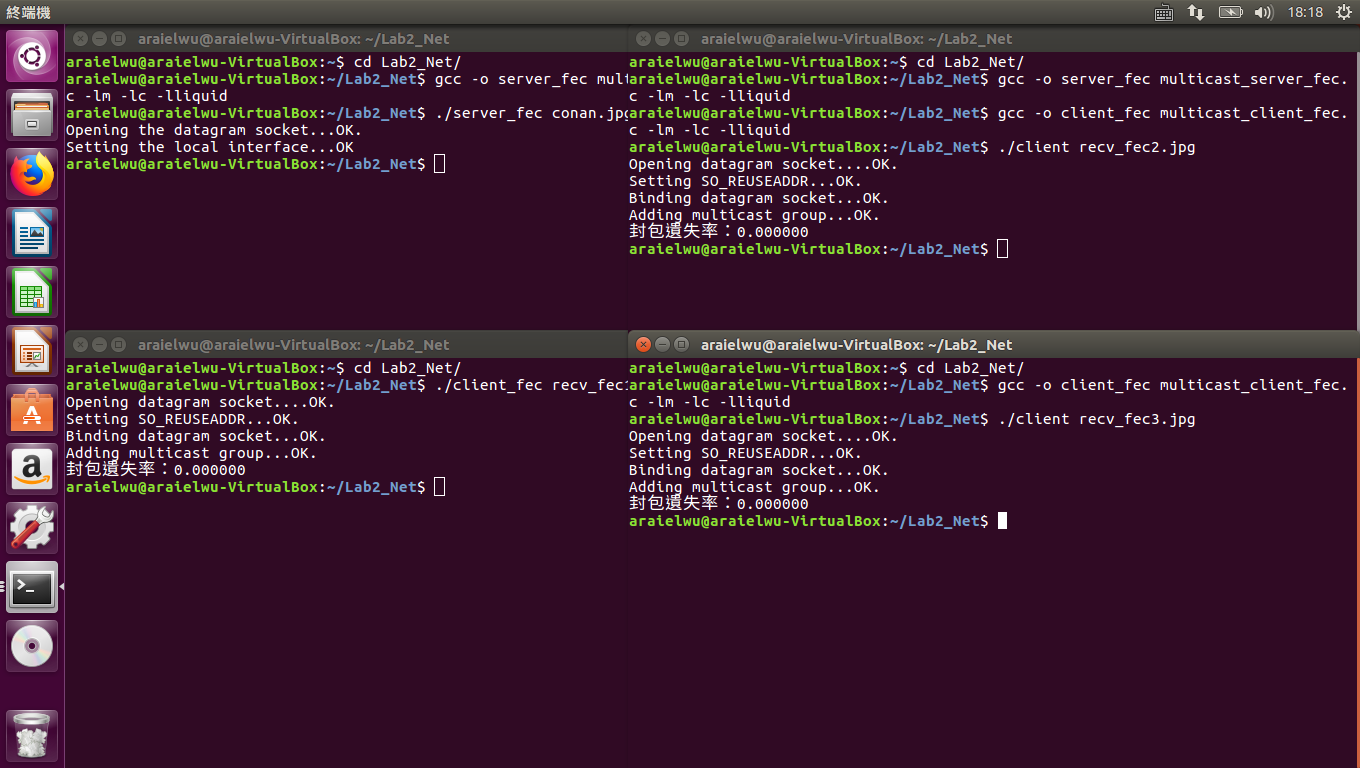 終端機
18:18
araielwu@araielwu-VirtualBox: ~/Lab2_Net
araielwu@araielwu-VirtualBox:~$ cd Lab2_Net/
araielwu@araielwu-VirtualBox:~/Lab2_Net$ gcc -o server_fec mult
c -lm -lc -lliquid
araielwu@araielwu-VirtualBox:~/Lab2_Net$ ./server_fec conan.jpg
Opening the datagram socket...OK.
Setting the local interface...OK
araielwu@araielwu-VirtualBox:~/Lab2_Net$
araielwu@araielwu-VirtualBox: ~/Lab2_Net
araielwu@araielwu-VirtualBox:~$ cd Lab2_Net/
araielwu@araielwu-VirtualBox:~/Lab2_Net$ gcc -o server_fec multicast_server_fec.
c -lm -lc -lliquid
araielwu@araielwu-VirtualBox:~/Lab2_Net$ gcc -o client_fec multicast_client_fec.
c -lm -lc -lliquid
araielwu@araielwu-VirtualBox:~/Lab2_Net$ ./client recv_fec2.jpg
Opening datagram socket....OK.
Setting SO_REUSEADDR...OK.
Binding datagram socket...OK.
Adding multicast group...OK.
封包遺失率：0.000000
araielwu@araielwu-VirtualBox:~/Lab2_Net$
araielwu@araielwu-VirtualBox: ~/Lab2_Net
araielwu@araielwu-VirtualBox:~$ cd Lab2_Net/
araielwu@araielwu-VirtualBox:~/Lab2_Net$ ./client_fec recv_fec1
Opening datagram socket....OK.
Setting SO_REUSEADDR...OK.
Binding datagram socket...OK.
Adding multicast group...OK.
封包遺失率：0.000000
araielwu@araielwu-VirtualBox:~/Lab2_Net$
araielwu@araielwu-VirtualBox: ~/Lab2_Net
araielwu@araielwu-VirtualBox:~$ cd Lab2_Net/
araielwu@araielwu-VirtualBox:~/Lab2_Net$ gcc -o client_fec multicast_client_fec.
c -lm -lc -lliquid
araielwu@araielwu-VirtualBox:~/Lab2_Net$ ./client recv_fec3.jpg
Opening datagram socket....OK.
Setting SO_REUSEADDR...OK.
Binding datagram socket...OK.
Adding multicast group...OK.
封包遺失率：0.000000
araielwu@araielwu-VirtualBox:~/Lab2_Net$